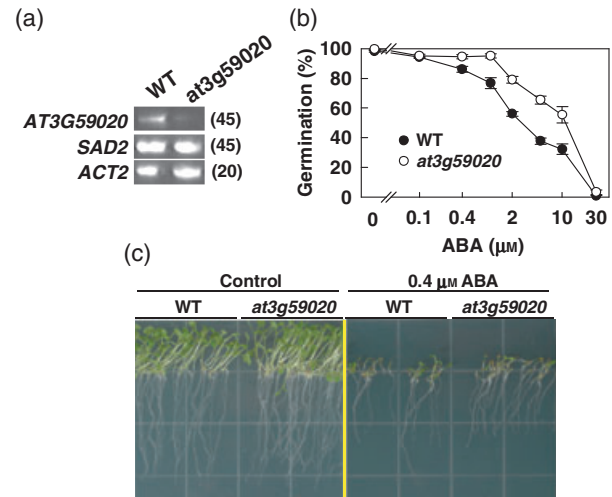 (a)
WT at3g59020
AT3G59020 (45)
SAD2 (45)
ACT2 (20)
(b)
Germination (%)
100
80
60
40
20
0
WT
at3g59020
0 0.1 0.4 2 10 30
ABA (μM)
(c)
Control 0.4 μM ABA
WT at3g59020 WT at3g59020